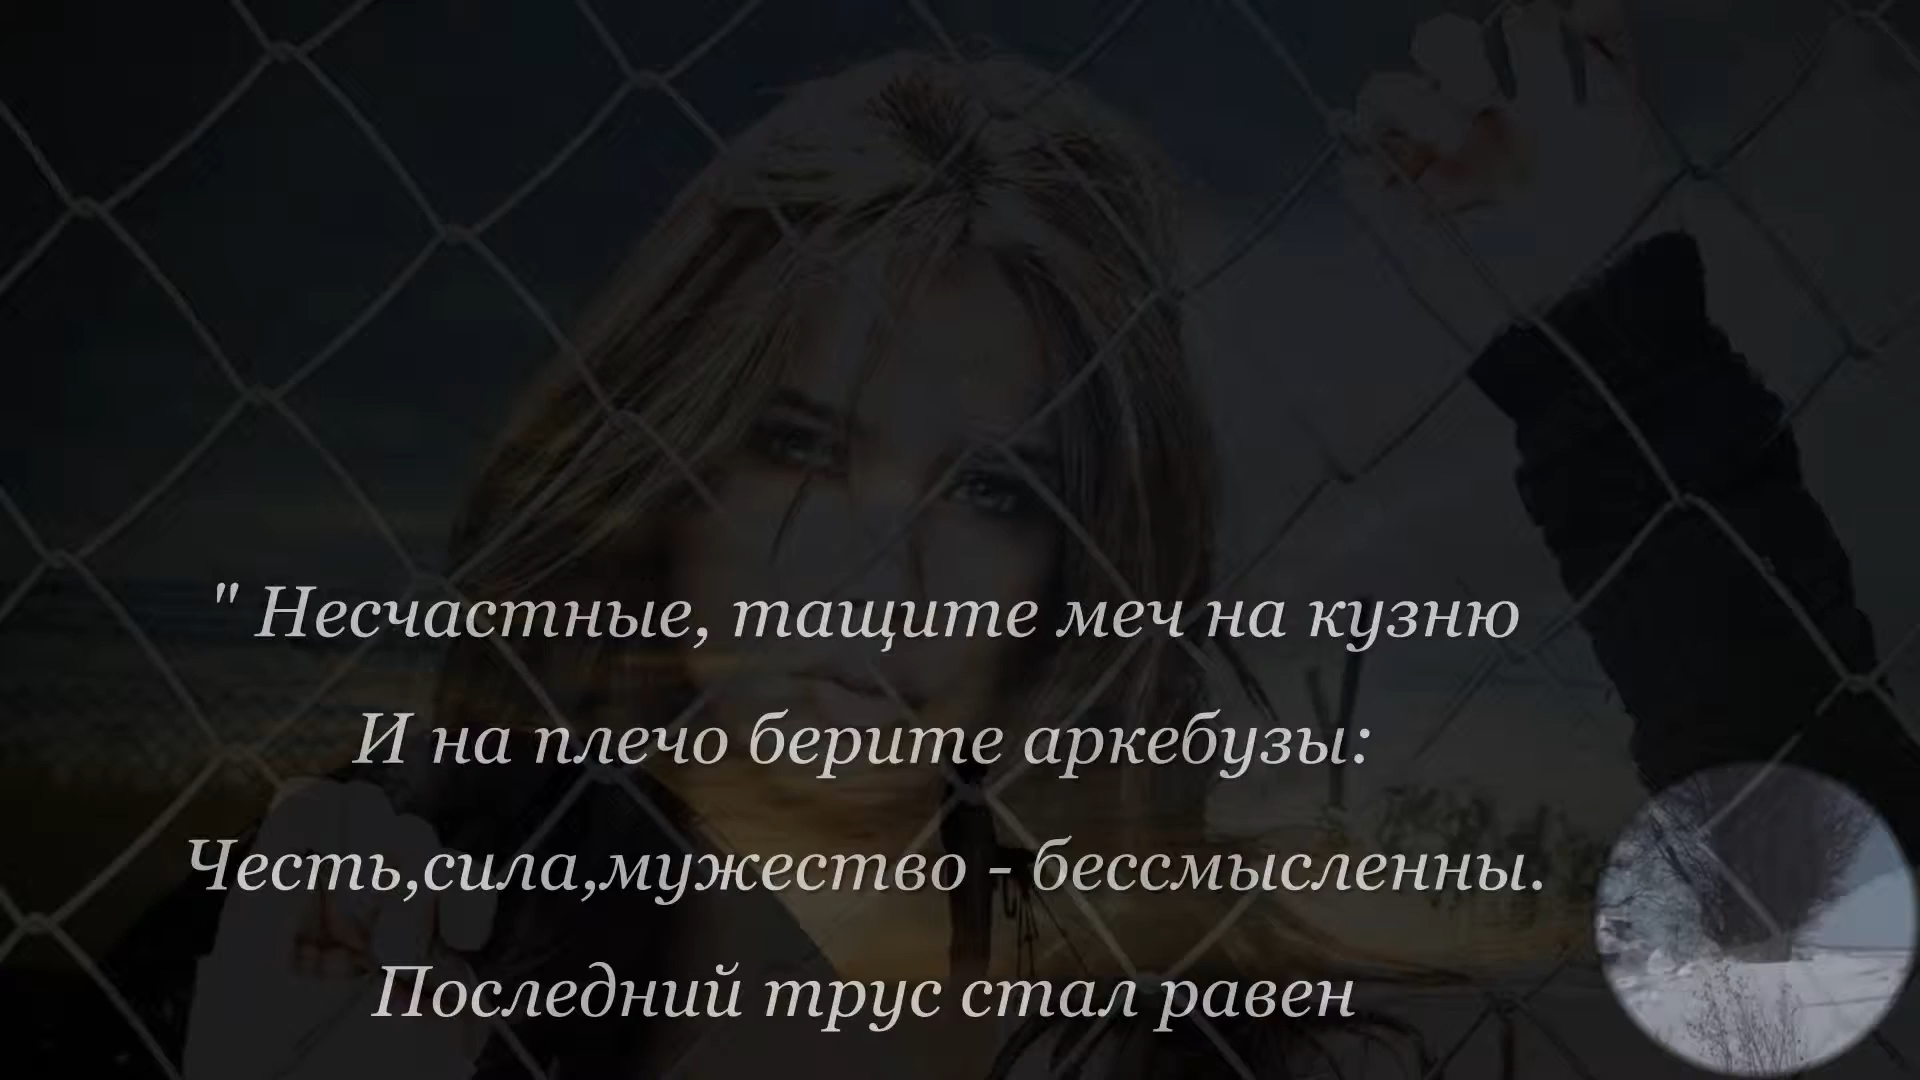 " Несчастные, тащите меч на кузню
И на плечо берите аркебузы:
Честь,сила,мужество - бессмысленны.
Последний трус стал равен